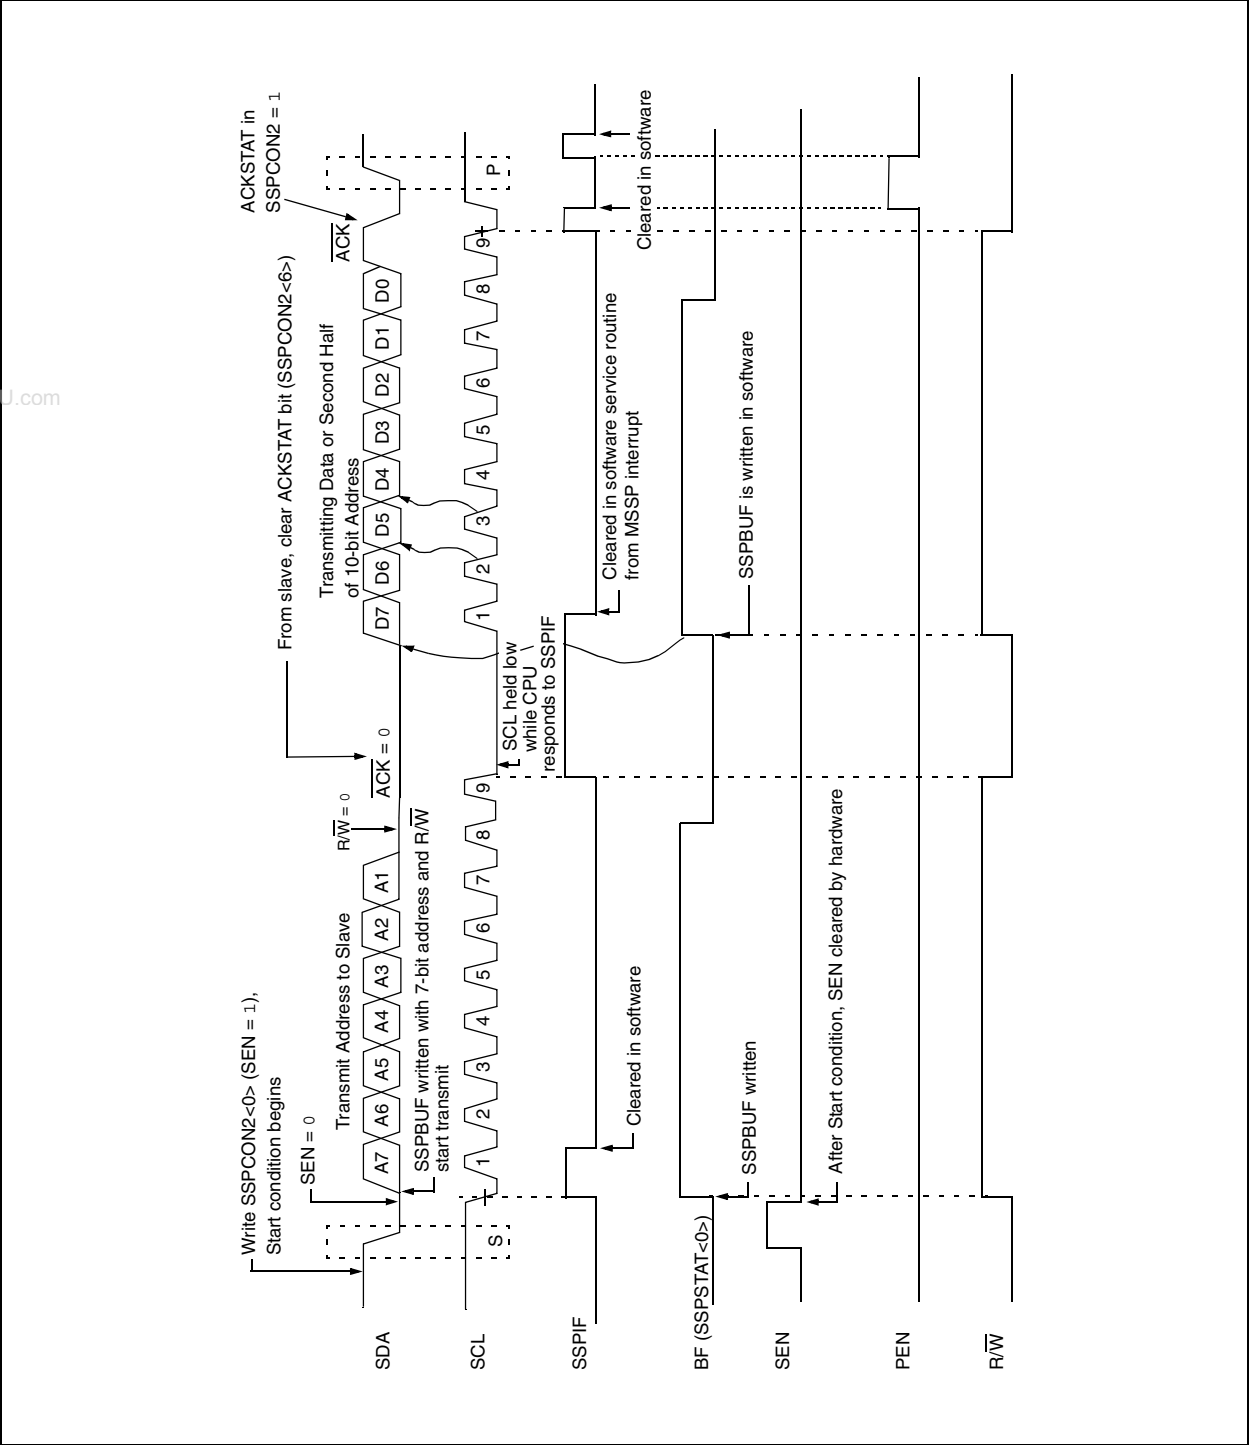 Write SSPCON2<0> (SEN = 1),
Start condition begins
SEN = 0
From slave, clear ACKSTAT bit (SSPCON2<6>)
ACKSTAT in
SSPCON2 = 1
Transmit Address to Slave
R/W = 0
ACK = 0
Transmitting Data or Second Half
of 10-bit Address
ACK
SDA
A7
A6
A5
A4
A3
A2
A1
D7
D6
D5
D4
D3
D2
D1
D0
SSPBUF written with 7-bit address and R/W
start transmit
SCL
S
1
2
3
4
5
6
7
8
9
1
2
3
4
5
6
7
8
9
P
SCL held low
while CPU
responds to SSPIF
SSPIF
Cleared in software
Cleared in software service routine
from MSSP interrupt
Cleared in software
BF (SSPSTAT<0>)
SSPBUF written
SSPBUF is written in software
SEN
After Start condition, SEN cleared by hardware
PEN
R/W
U.com